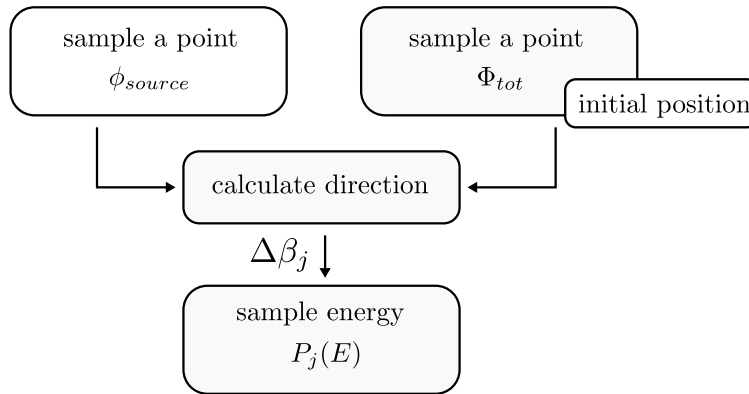 sample a point
ϕ_source
sample a point
Φ_tot
initial position
calculate direction
Δβ_j
sample energy
P_j(E)